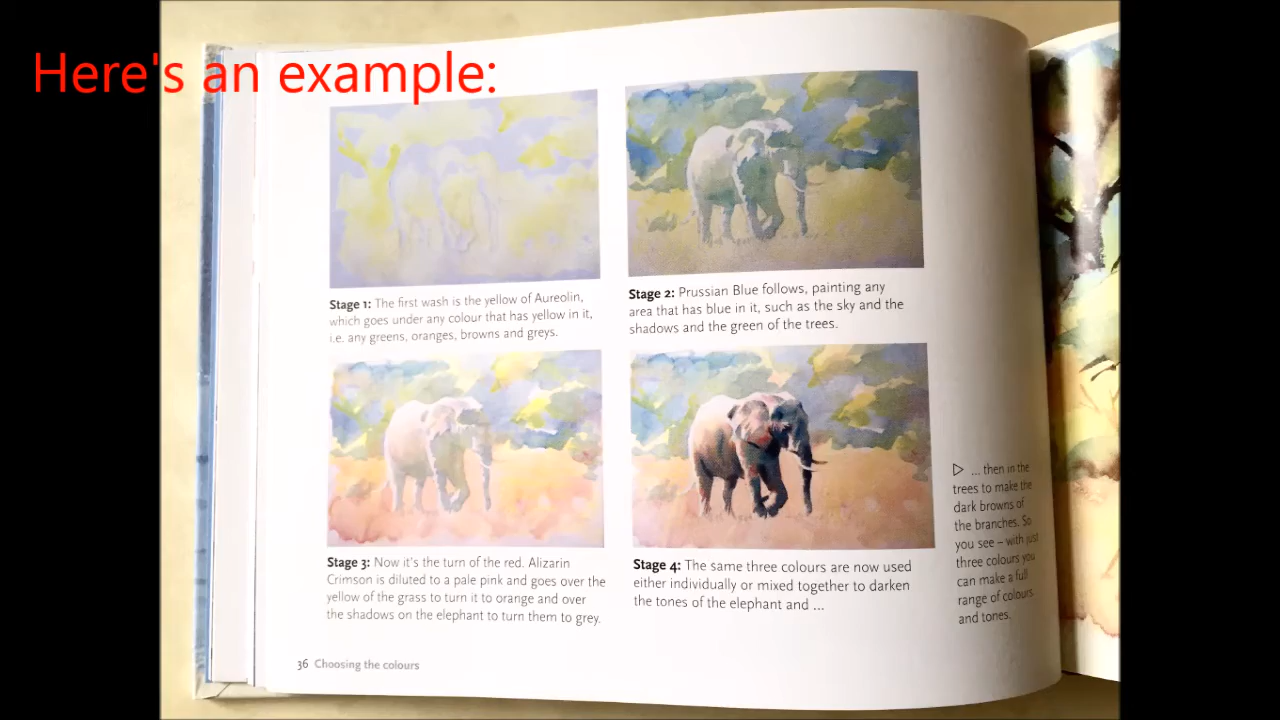 Here's an example:
Stage 1: The first wash is the yellow of Aureolin,
which goes under any colour that has yellow in it,
i.e. any greens, oranges, browns and greys.
Stage 2: Prussian Blue follows, painting any
area that has blue in it, such as the sky and the
shadows and the green of the trees.
Stage 3: Now it's the turn of the red. Alizarin
Crimson is diluted to a pale pink and goes over the
yellow of the grass to turn it to orange and over
the shadows on the elephant to turn them to grey.
Stage 4: The same three colours are now used
either individually or mixed together to darken
the tones of the elephant and ...
▷ ... then in the
trees to make the
dark browns of
the branches. So
you see – with just
three colours you
can make a full
range of colours
and tones.
36 Choosing the colours